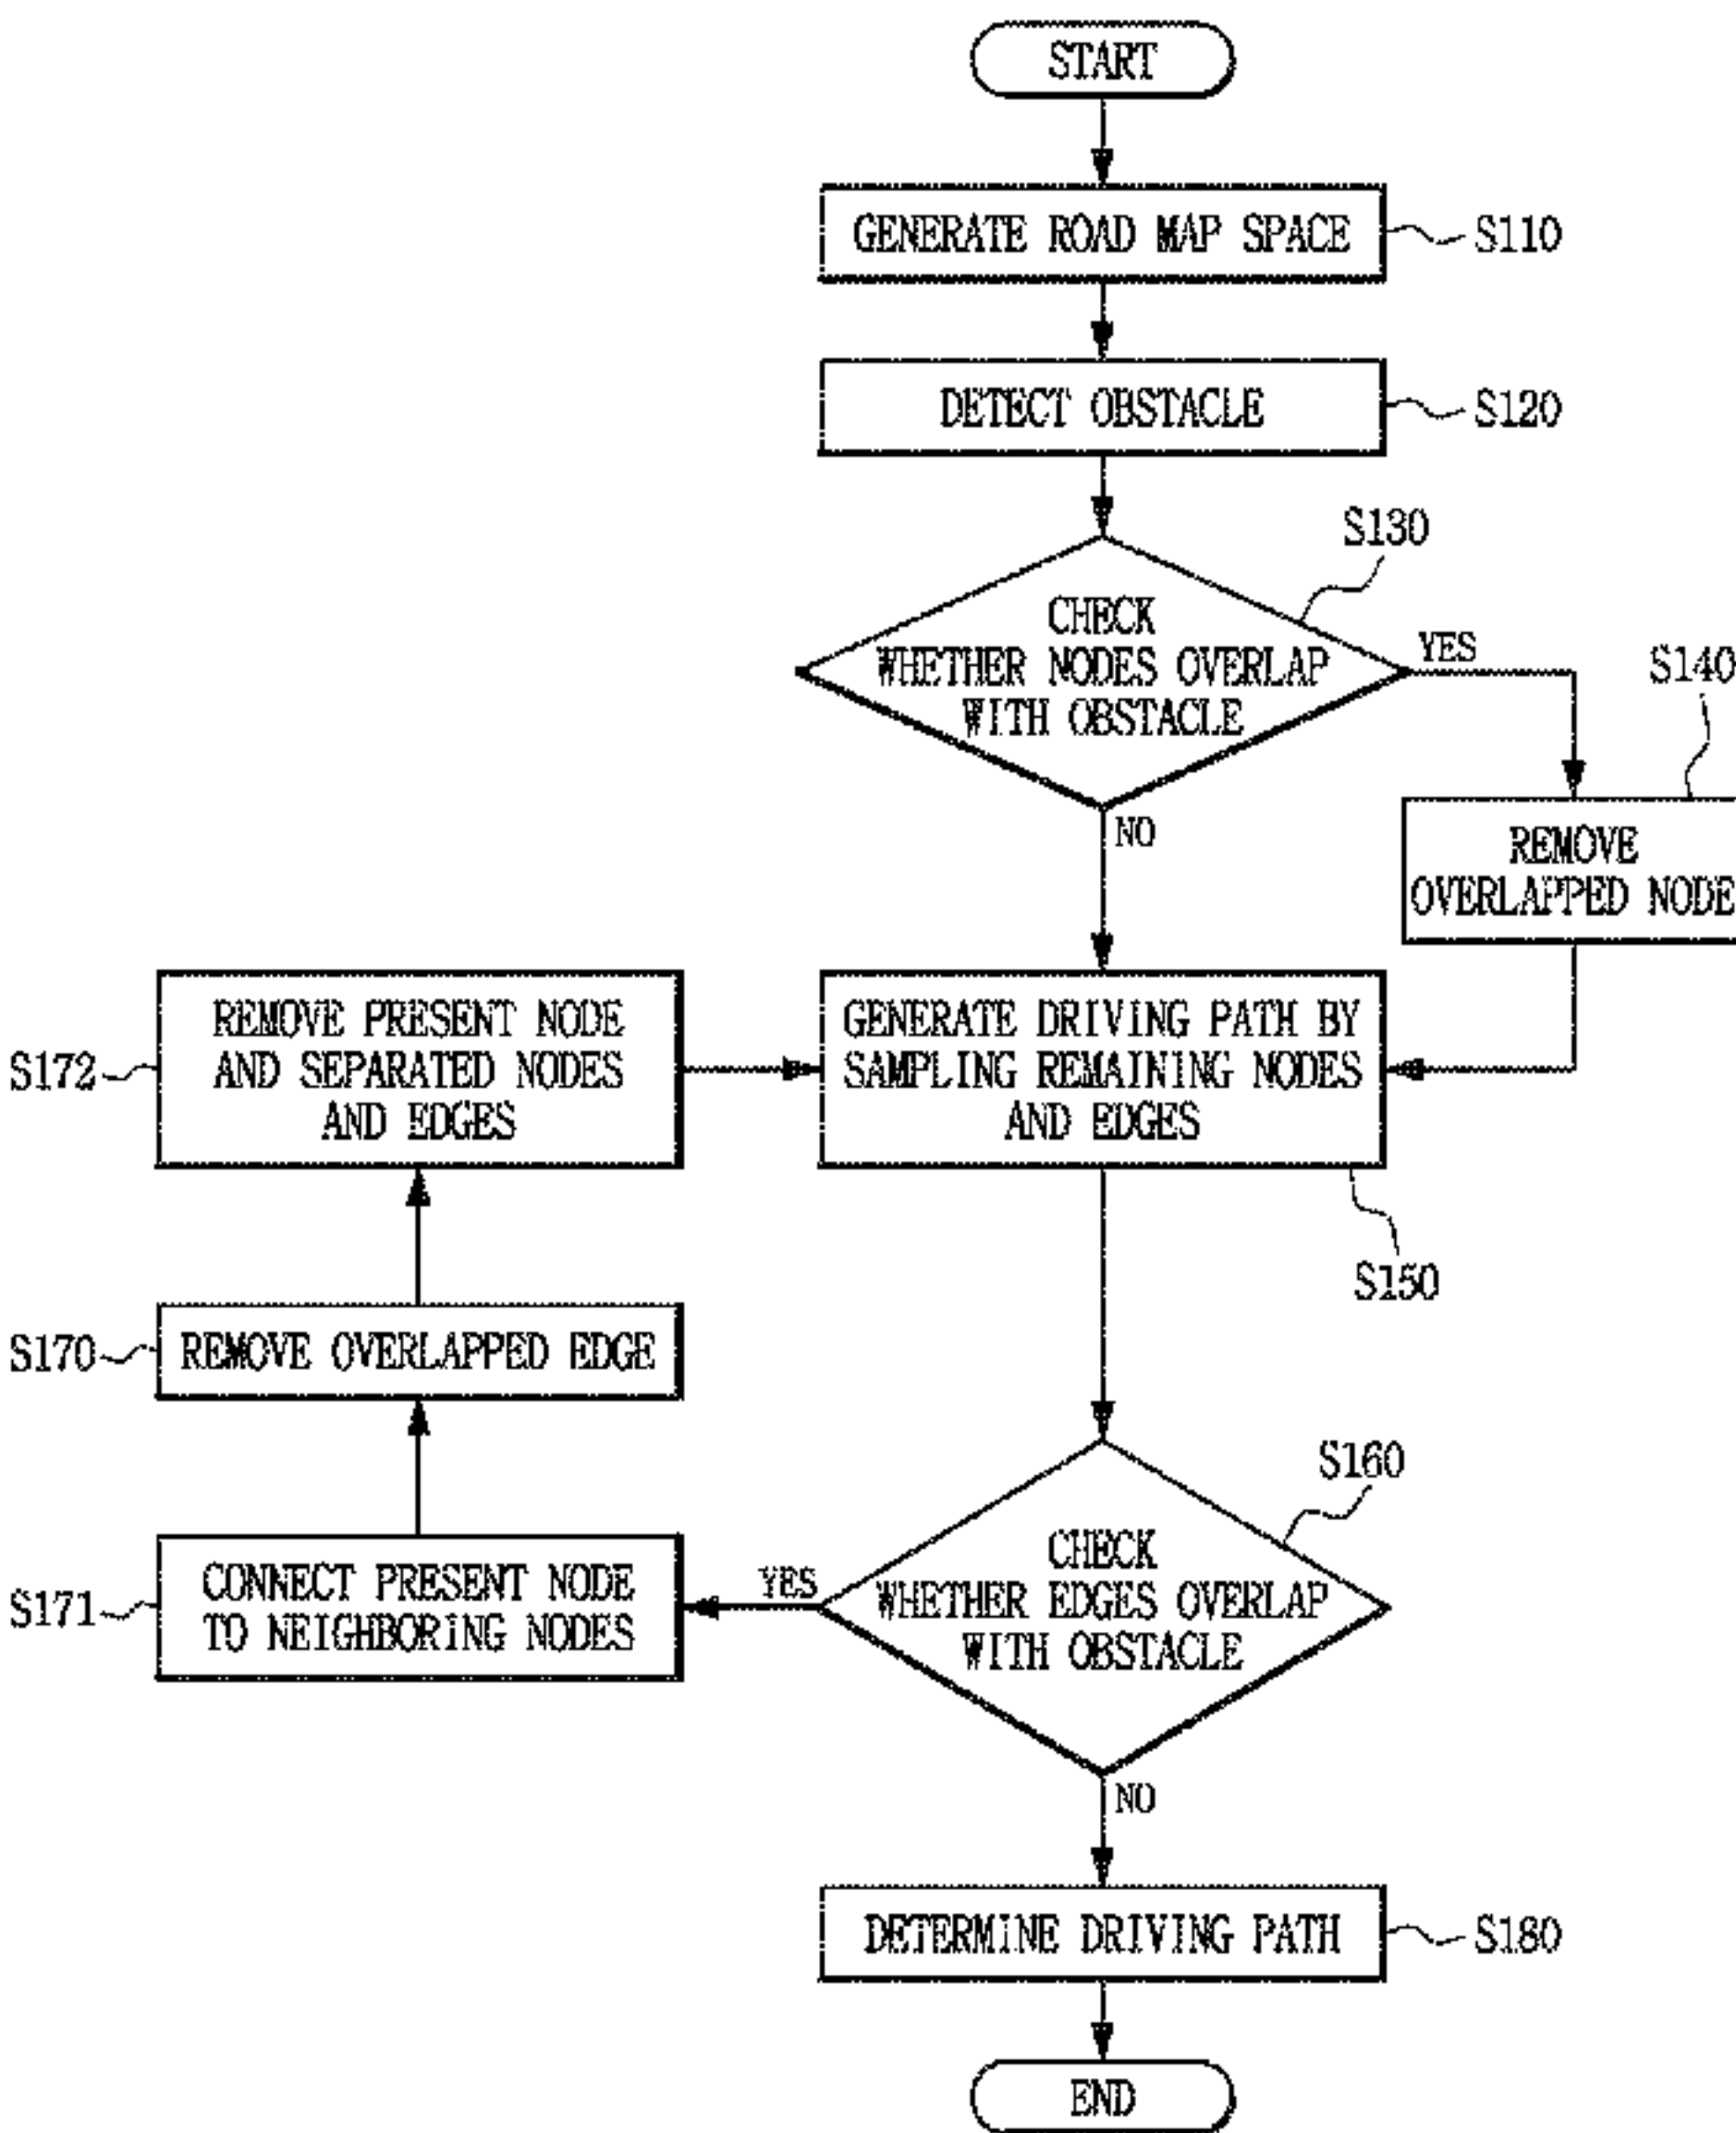 START
GENERATE ROAD MAP SPACE
S110
DETECT OBSTACLE
S120
S130
CHECK
WHETHER NODES OVERLAP
WITH OBSTACLE
YES
S140
NO
REMOVE
OVERLAPPED NODE
REMOVE PRESENT NODE
AND SEPARATED NODES
AND EDGES
S172
GENERATE DRIVING PATH BY
SAMPLING REMAINING NODES
AND EDGES
S150
S170
REMOVE OVERLAPPED EDGE
S160
CHECK
WHETHER EDGES OVERLAP
WITH OBSTACLE
YES
S171
CONNECT PRESENT NODE
TO NEIGHBORING NODES
NO
DETERMINE DRIVING PATH
S180
END